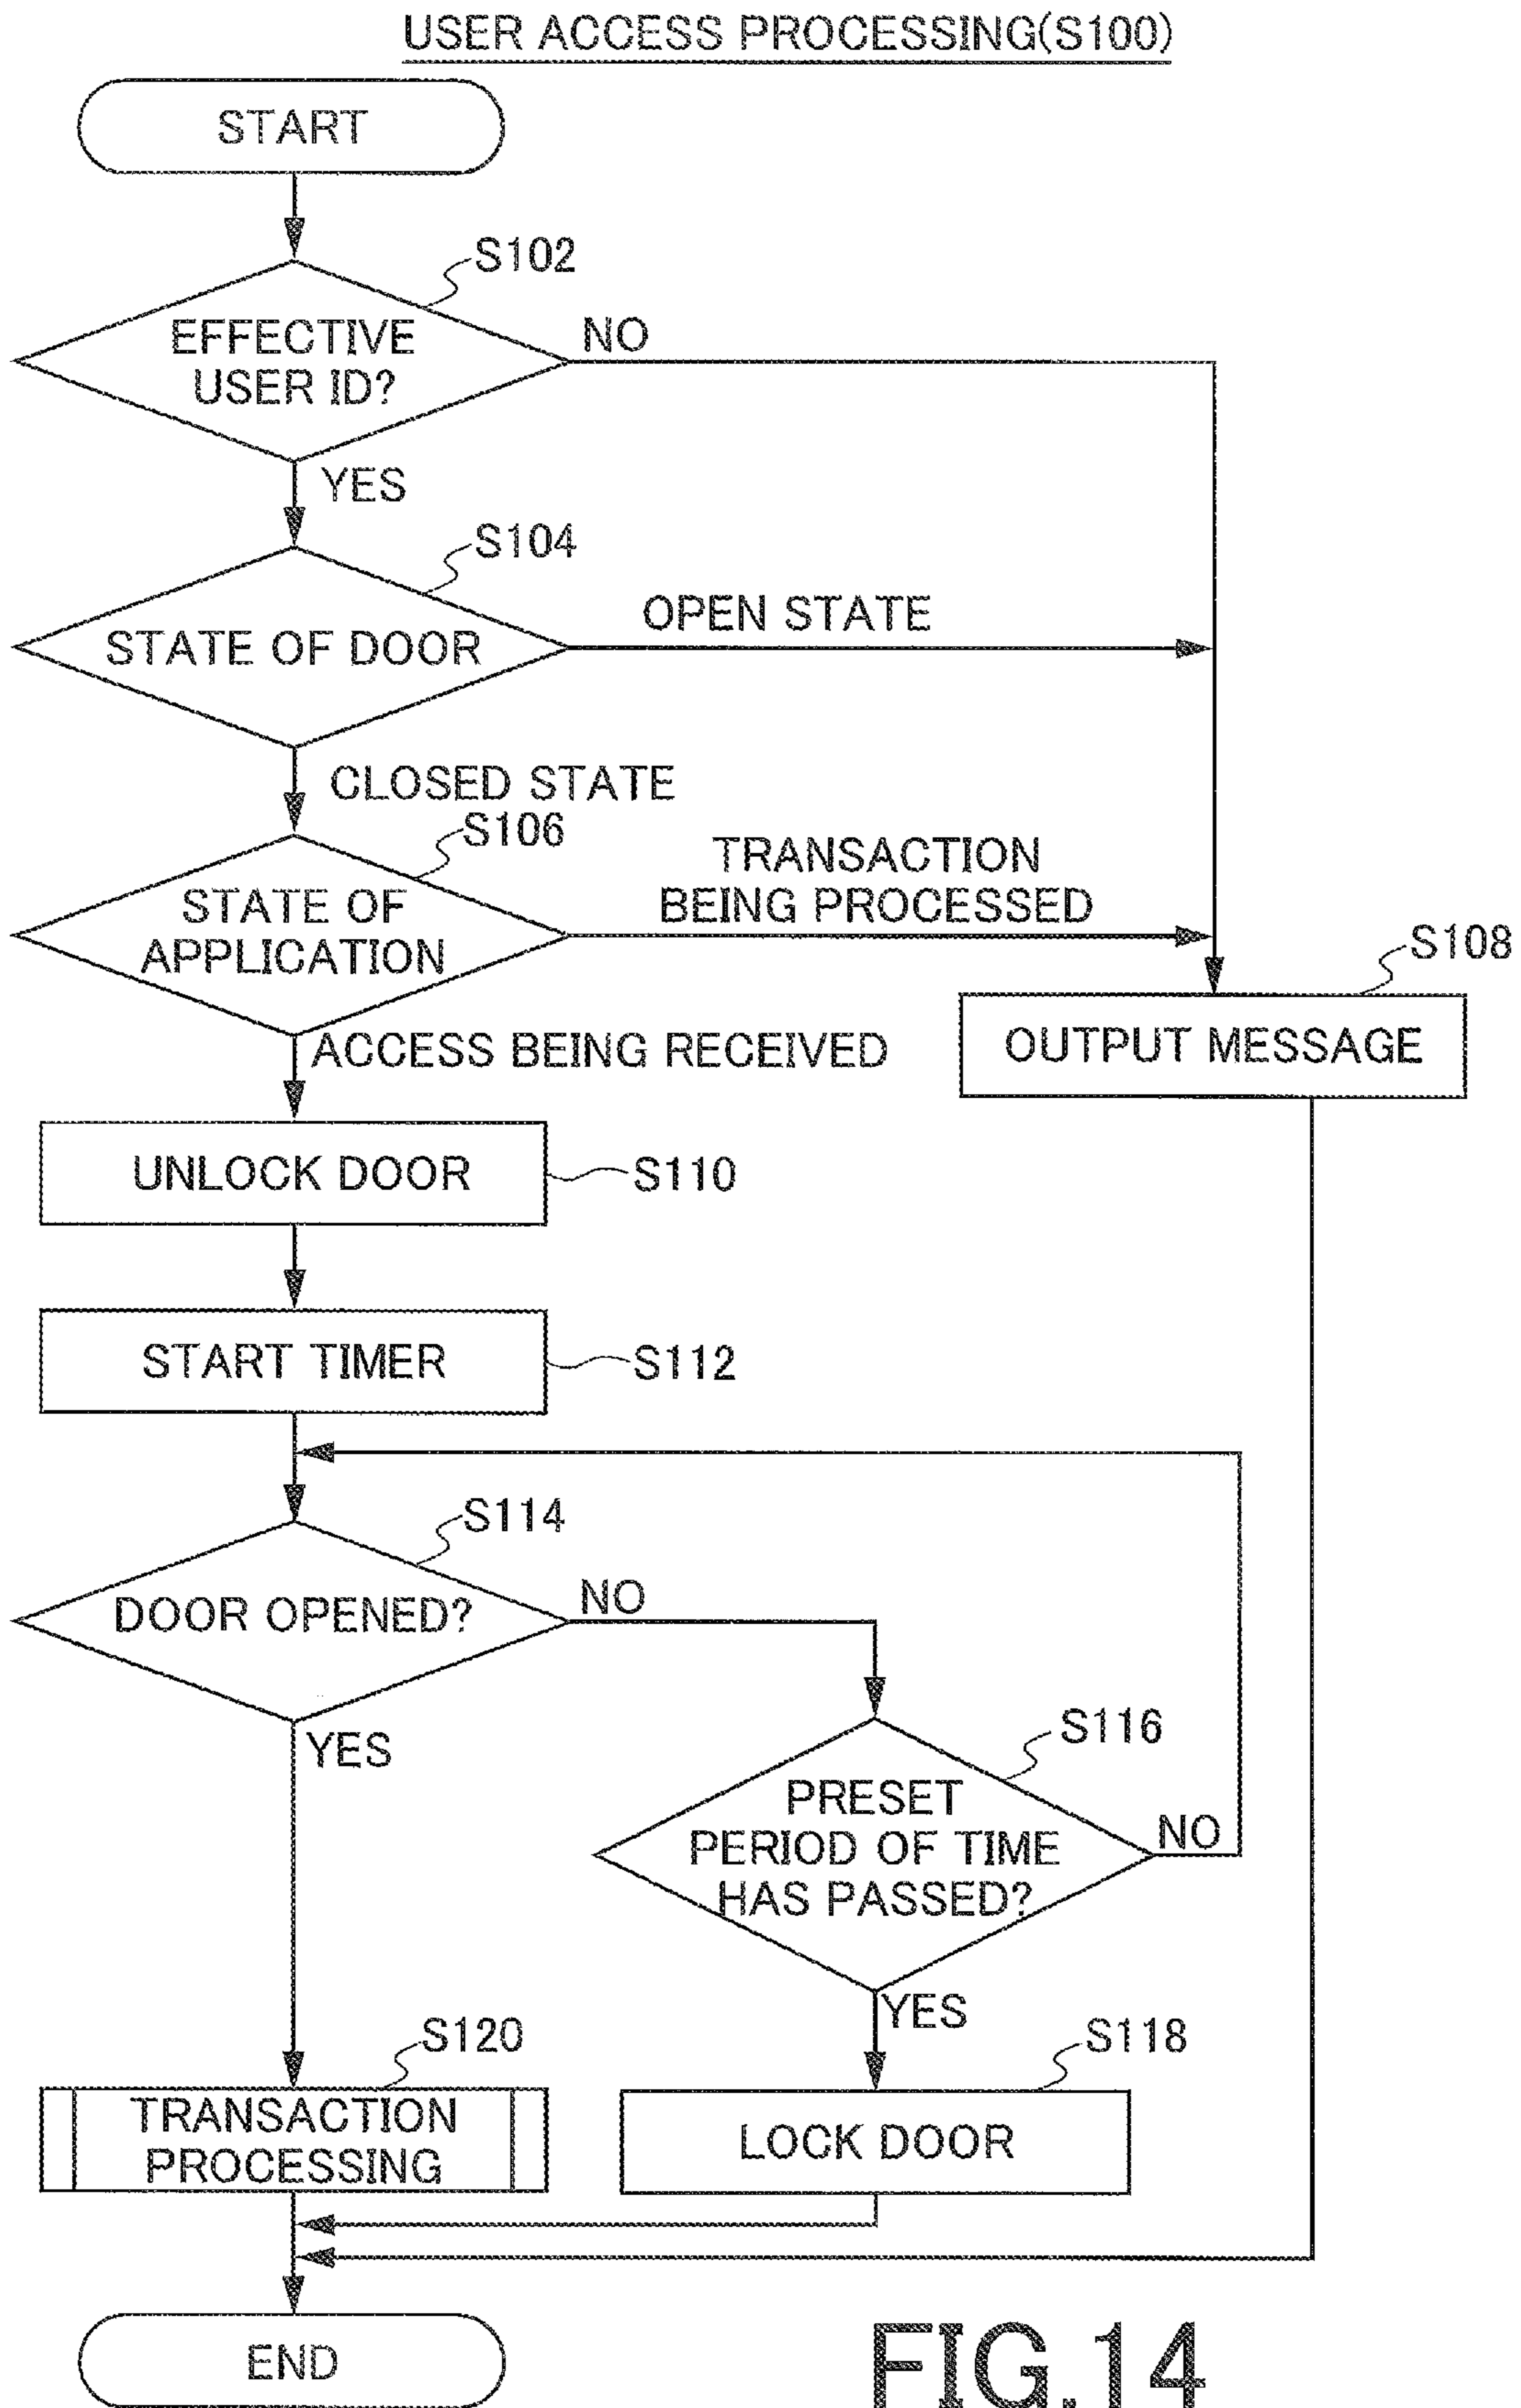 USER ACCESS PROCESSING(S100)
START
S102
EFFECTIVE
USER ID?
NO
YES
S104
STATE OF DOOR
OPEN STATE
CLOSED STATE
S106
STATE OF
APPLICATION
TRANSACTION
BEING PROCESSED
S108
OUTPUT MESSAGE
ACCESS BEING RECEIVED
UNLOCK DOOR
S110
START TIMER
S112
S114
DOOR OPENED?
NO
YES
S116
PRESET
PERIOD OF TIME
HAS PASSED?
NO
YES
S120
TRANSACTION
PROCESSING
S118
LOCK DOOR
END
FIG.14